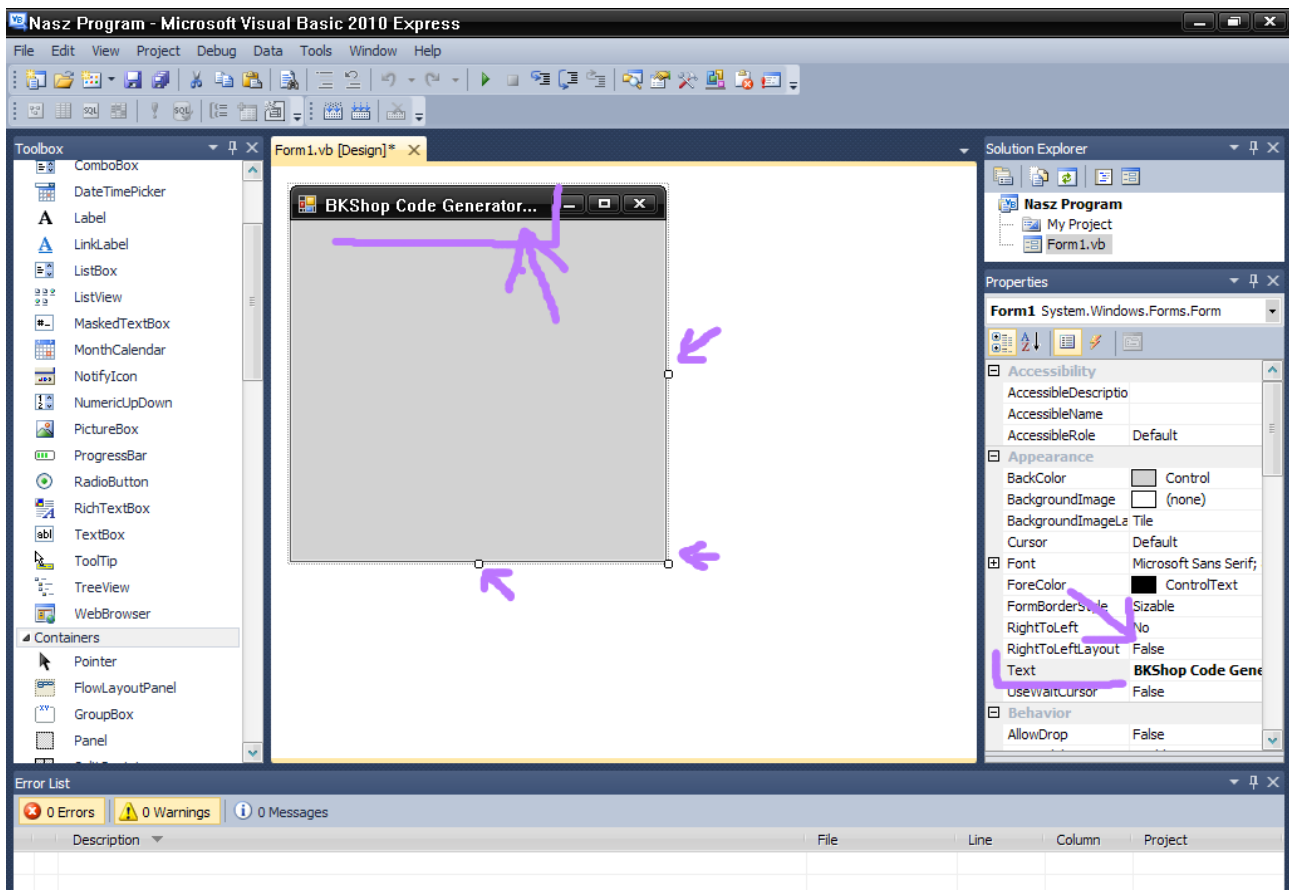 Nasz Program - Microsoft Visual Basic 2010 Express
File Edit View Project Debug Data Tools Window Help
Toolbox
ComboBox
DateTimePicker
Label
LinkLabel
ListBox
ListView
MaskedTextBox
MonthCalendar
NotifyIcon
NumericUpDown
PictureBox
ProgressBar
RadioButton
RichTextBox
TextBox
ToolTip
TreeView
WebBrowser
Containers
Pointer
FlowLayoutPanel
GroupBox
Panel
Form1.vb [Design]*
BKShop Code Generator...
Solution Explorer
Nasz Program
My Project
Form1.vb
Properties
Form1 System.Windows.Forms.Form
Accessibility
AccessibleDescriptio
AccessibleName
AccessibleRole Default
Appearance
BackColor Control
BackgroundImage (none)
BackgroundImageLa Tile
Cursor Default
Font Microsoft Sans Serif;
ForeColor ControlText
FormBorderStyle Sizable
RightToLeft No
RightToLeftLayout False
Text BKShop Code Gene
UseWaitCursor False
Behavior
AllowDrop False
Error List
0 Errors 0 Warnings 0 Messages
Description File Line Column Project